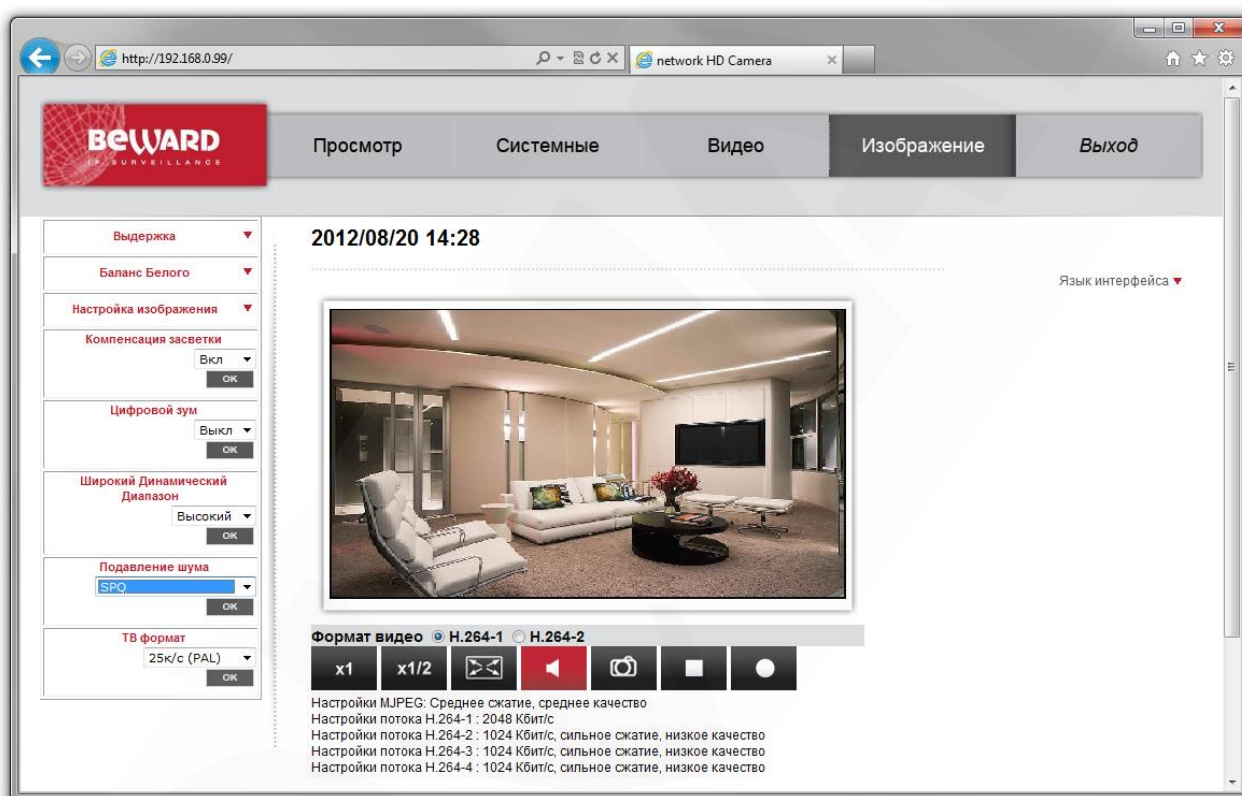 http://192.168.0.99/
network HD Camera
BEWARD
IP SURVEILLANCE
Просмотр
Системные
Видео
Изображение
Выход
Выдержка
Баланс Белого
Настройка изображения
Компенсация засветки
Вкл
OK
Цифровой зум
Выкл
OK
Широкий Динамический
Диапазон
Высокий
OK
Подавление шума
SPQ
OK
ТВ формат
25к/с (PAL)
OK
2012/08/20 14:28
Язык интерфейса
Формат видео H.264-1 H.264-2
x1 x1/2
Настройки MJPEG: Среднее сжатие, среднее качество
Настройки потока H.264-1 : 2048 Кбит/с
Настройки потока H.264-2 : 1024 Кбит/с, сильное сжатие, низкое качество
Настройки потока H.264-3 : 1024 Кбит/с, сильное сжатие, низкое качество
Настройки потока H.264-4 : 1024 Кбит/с, сильное сжатие, низкое качество